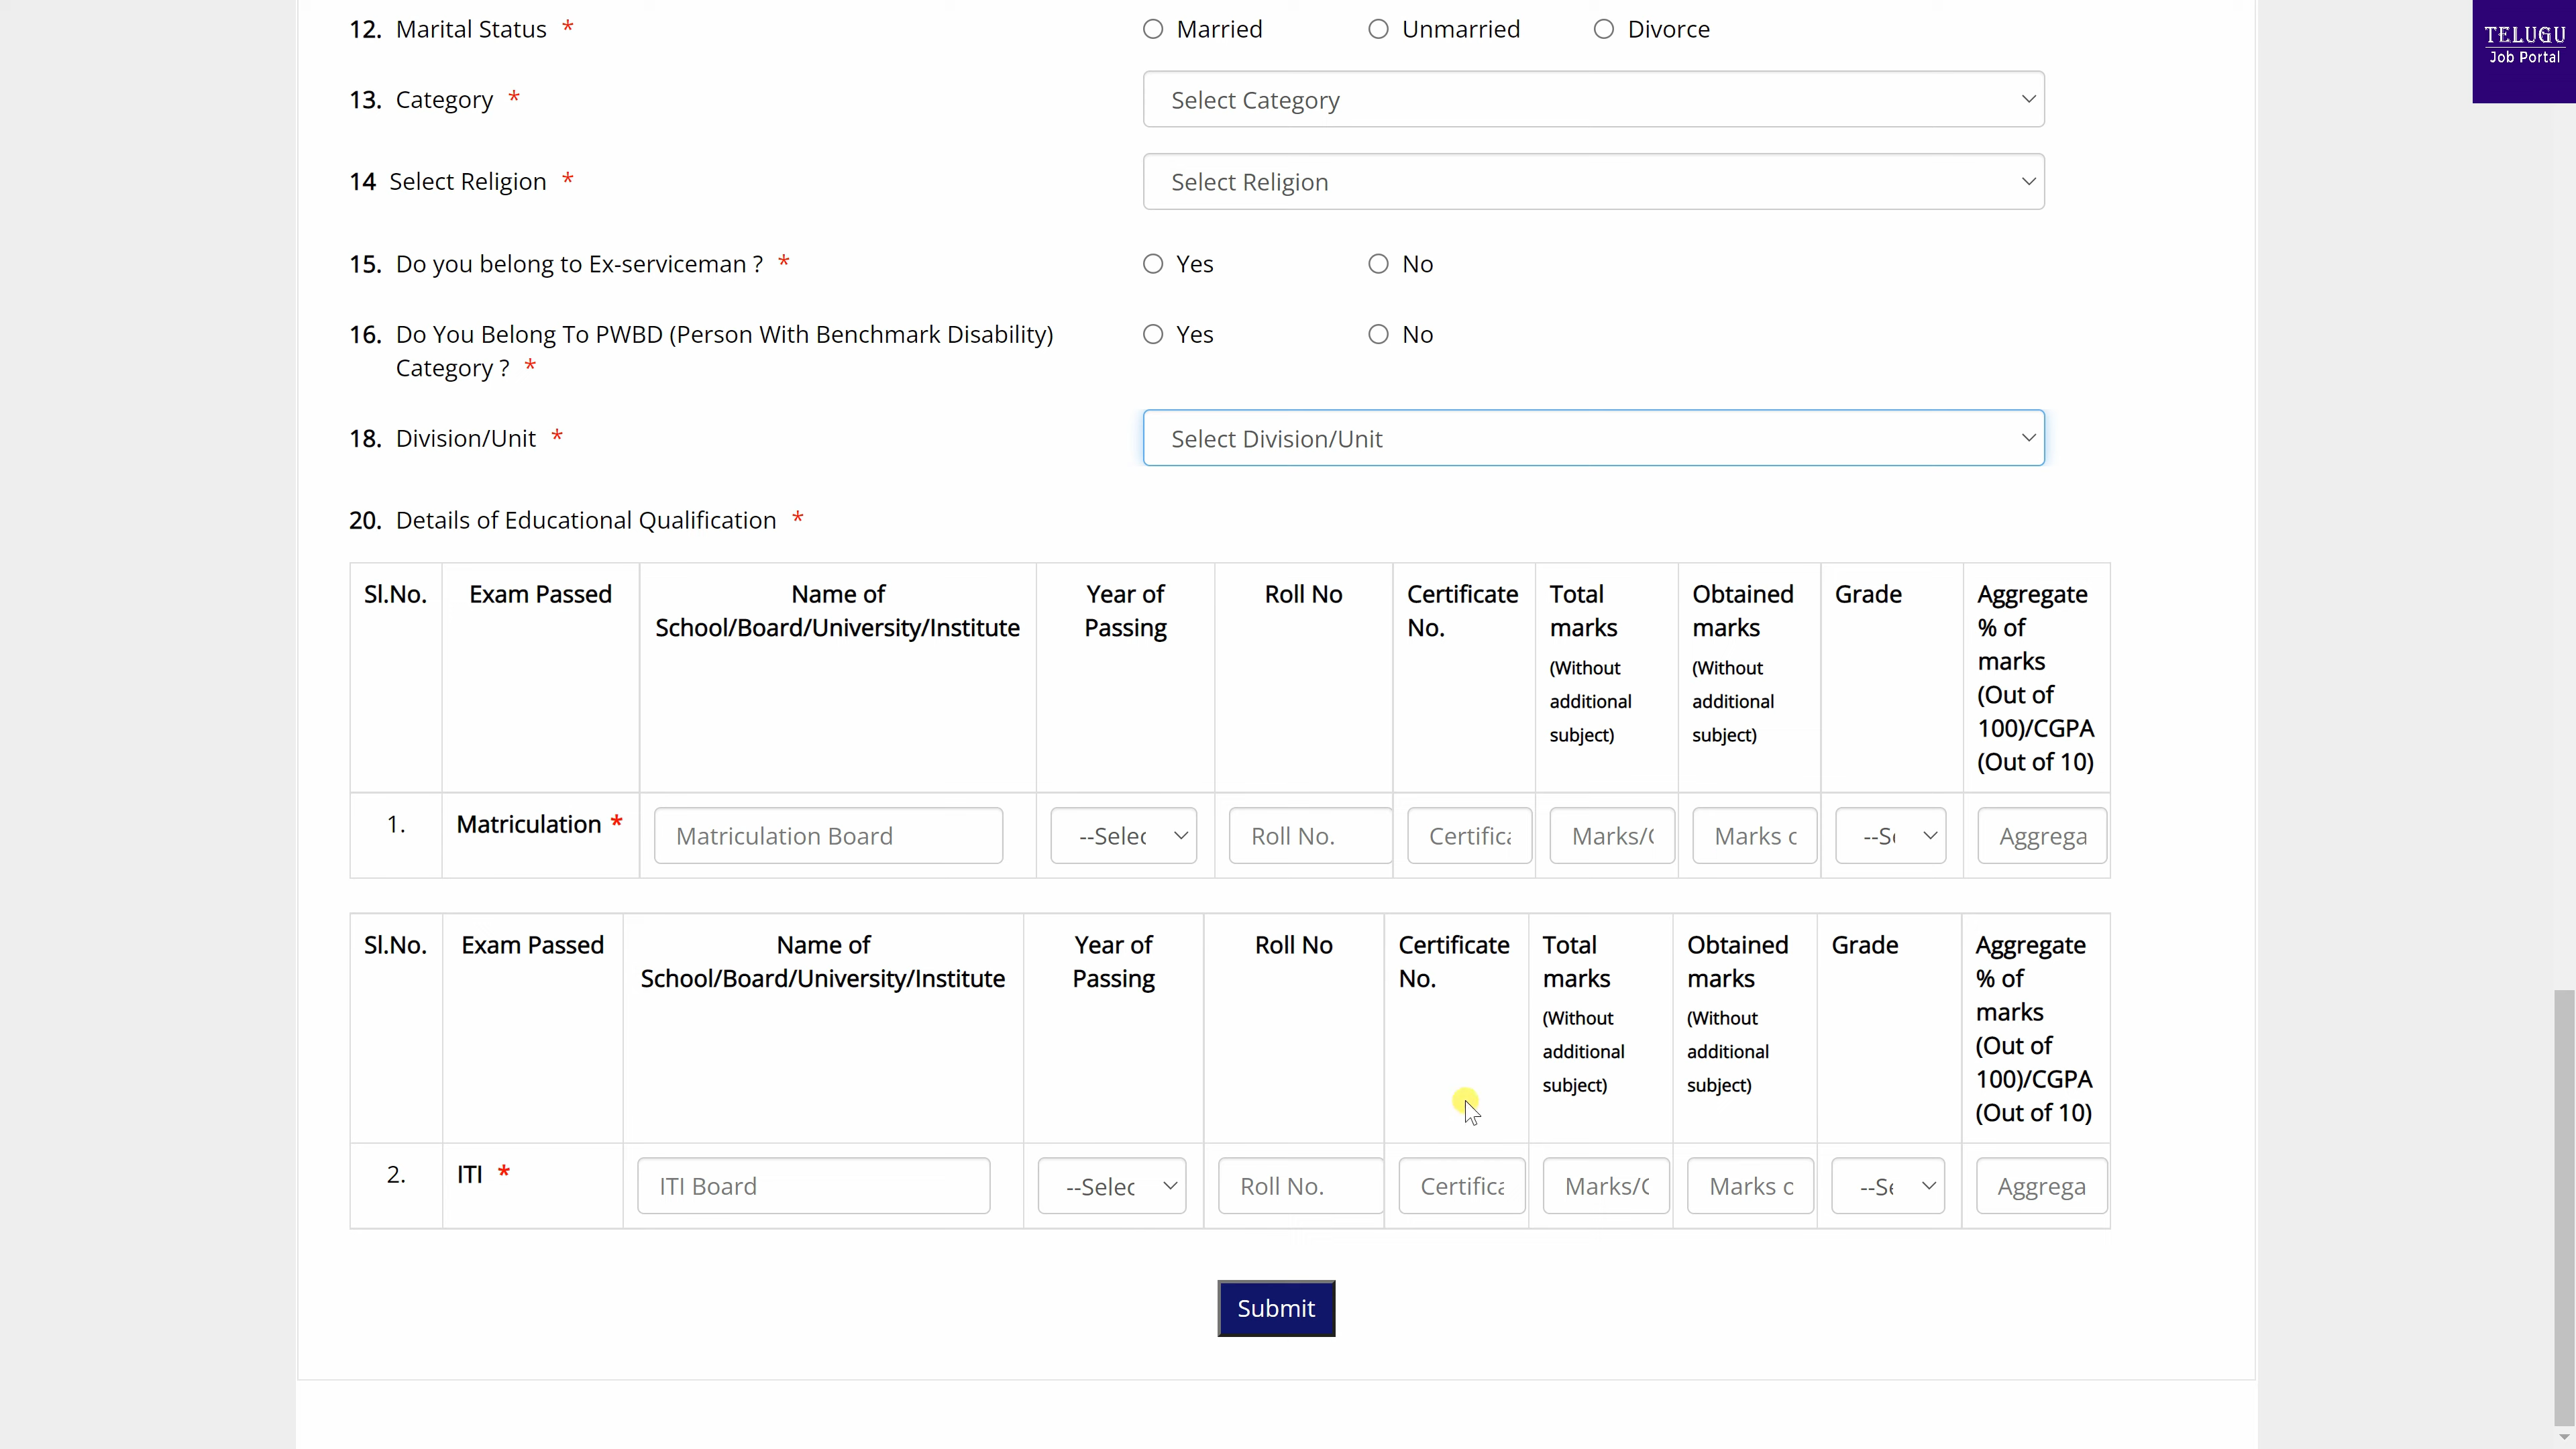 TELUGU
Job Portal
12. Marital Status * Married Unmarried Divorce
13. Category * Select Category
14 Select Religion * Select Religion
15. Do you belong to Ex-serviceman ? * Yes No
16. Do You Belong To PWBD (Person With Benchmark Disability) Yes No
Category ? *
18. Division/Unit * Select Division/Unit
20. Details of Educational Qualification *
Sl.No. Exam Passed Name of Year of Roll No Certificate Total Obtained Grade Aggregate
School/Board/University/Institute Passing No. marks marks % of
(Without (Without marks
additional additional (Out of
subject) subject) 100)/CGPA
(Out of 10)
1. Matriculation * Matriculation Board --Selec Roll No. Certifica Marks/C Marks c --Se Aggrega
Sl.No. Exam Passed Name of Year of Roll No Certificate Total Obtained Grade Aggregate
School/Board/University/Institute Passing No. marks marks % of
(Without (Without marks
additional additional (Out of
subject) subject) 100)/CGPA
(Out of 10)
2. ITI * ITI Board --Selec Roll No. Certifica Marks/C Marks c --Se Aggrega
Submit